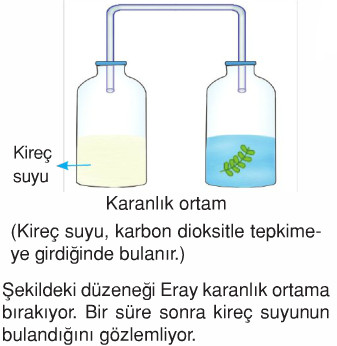 Kireç
suyu
Karanlık ortam
(Kireç suyu, karbon dioksitle tepkime-
ye girdiğinde bulanır.)
Şekildeki düzeneği Eray karanlık ortama
bırakıyor. Bir süre sonra kireç suyunun
bulandığını gözlemliyor.